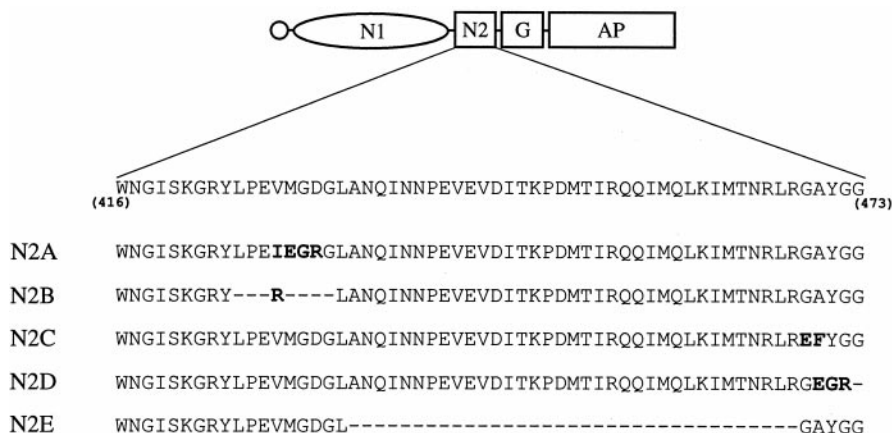 N1 N2 G AP
WNGISKGRYLPEVMGDGLANQINNPEVEVDITKPDMTIRQQIMQLKIMTNRLRGAYGG
(416) (473)
N2A WNGISKGRYLPEIEGRGLANQINNPEVEVDITKPDMTIRQQIMQLKIMTNRLRGAYGG
N2B WNGISKGRY---R----LANQINNPEVEVDITKPDMTIRQQIMQLKIMTNRLRGAYGG
N2C WNGISKGRYLPEVMGDGLANQINNPEVEVDITKPDMTIRQQIMQLKIMTNRLREFYGG
N2D WNGISKGRYLPEVMGDGLANQINNPEVEVDITKPDMTIRQQIMQLKIMTNRLRGEGR-
N2E WNGISKGRYLPEVMGDGL-----------------------------------GAYGG